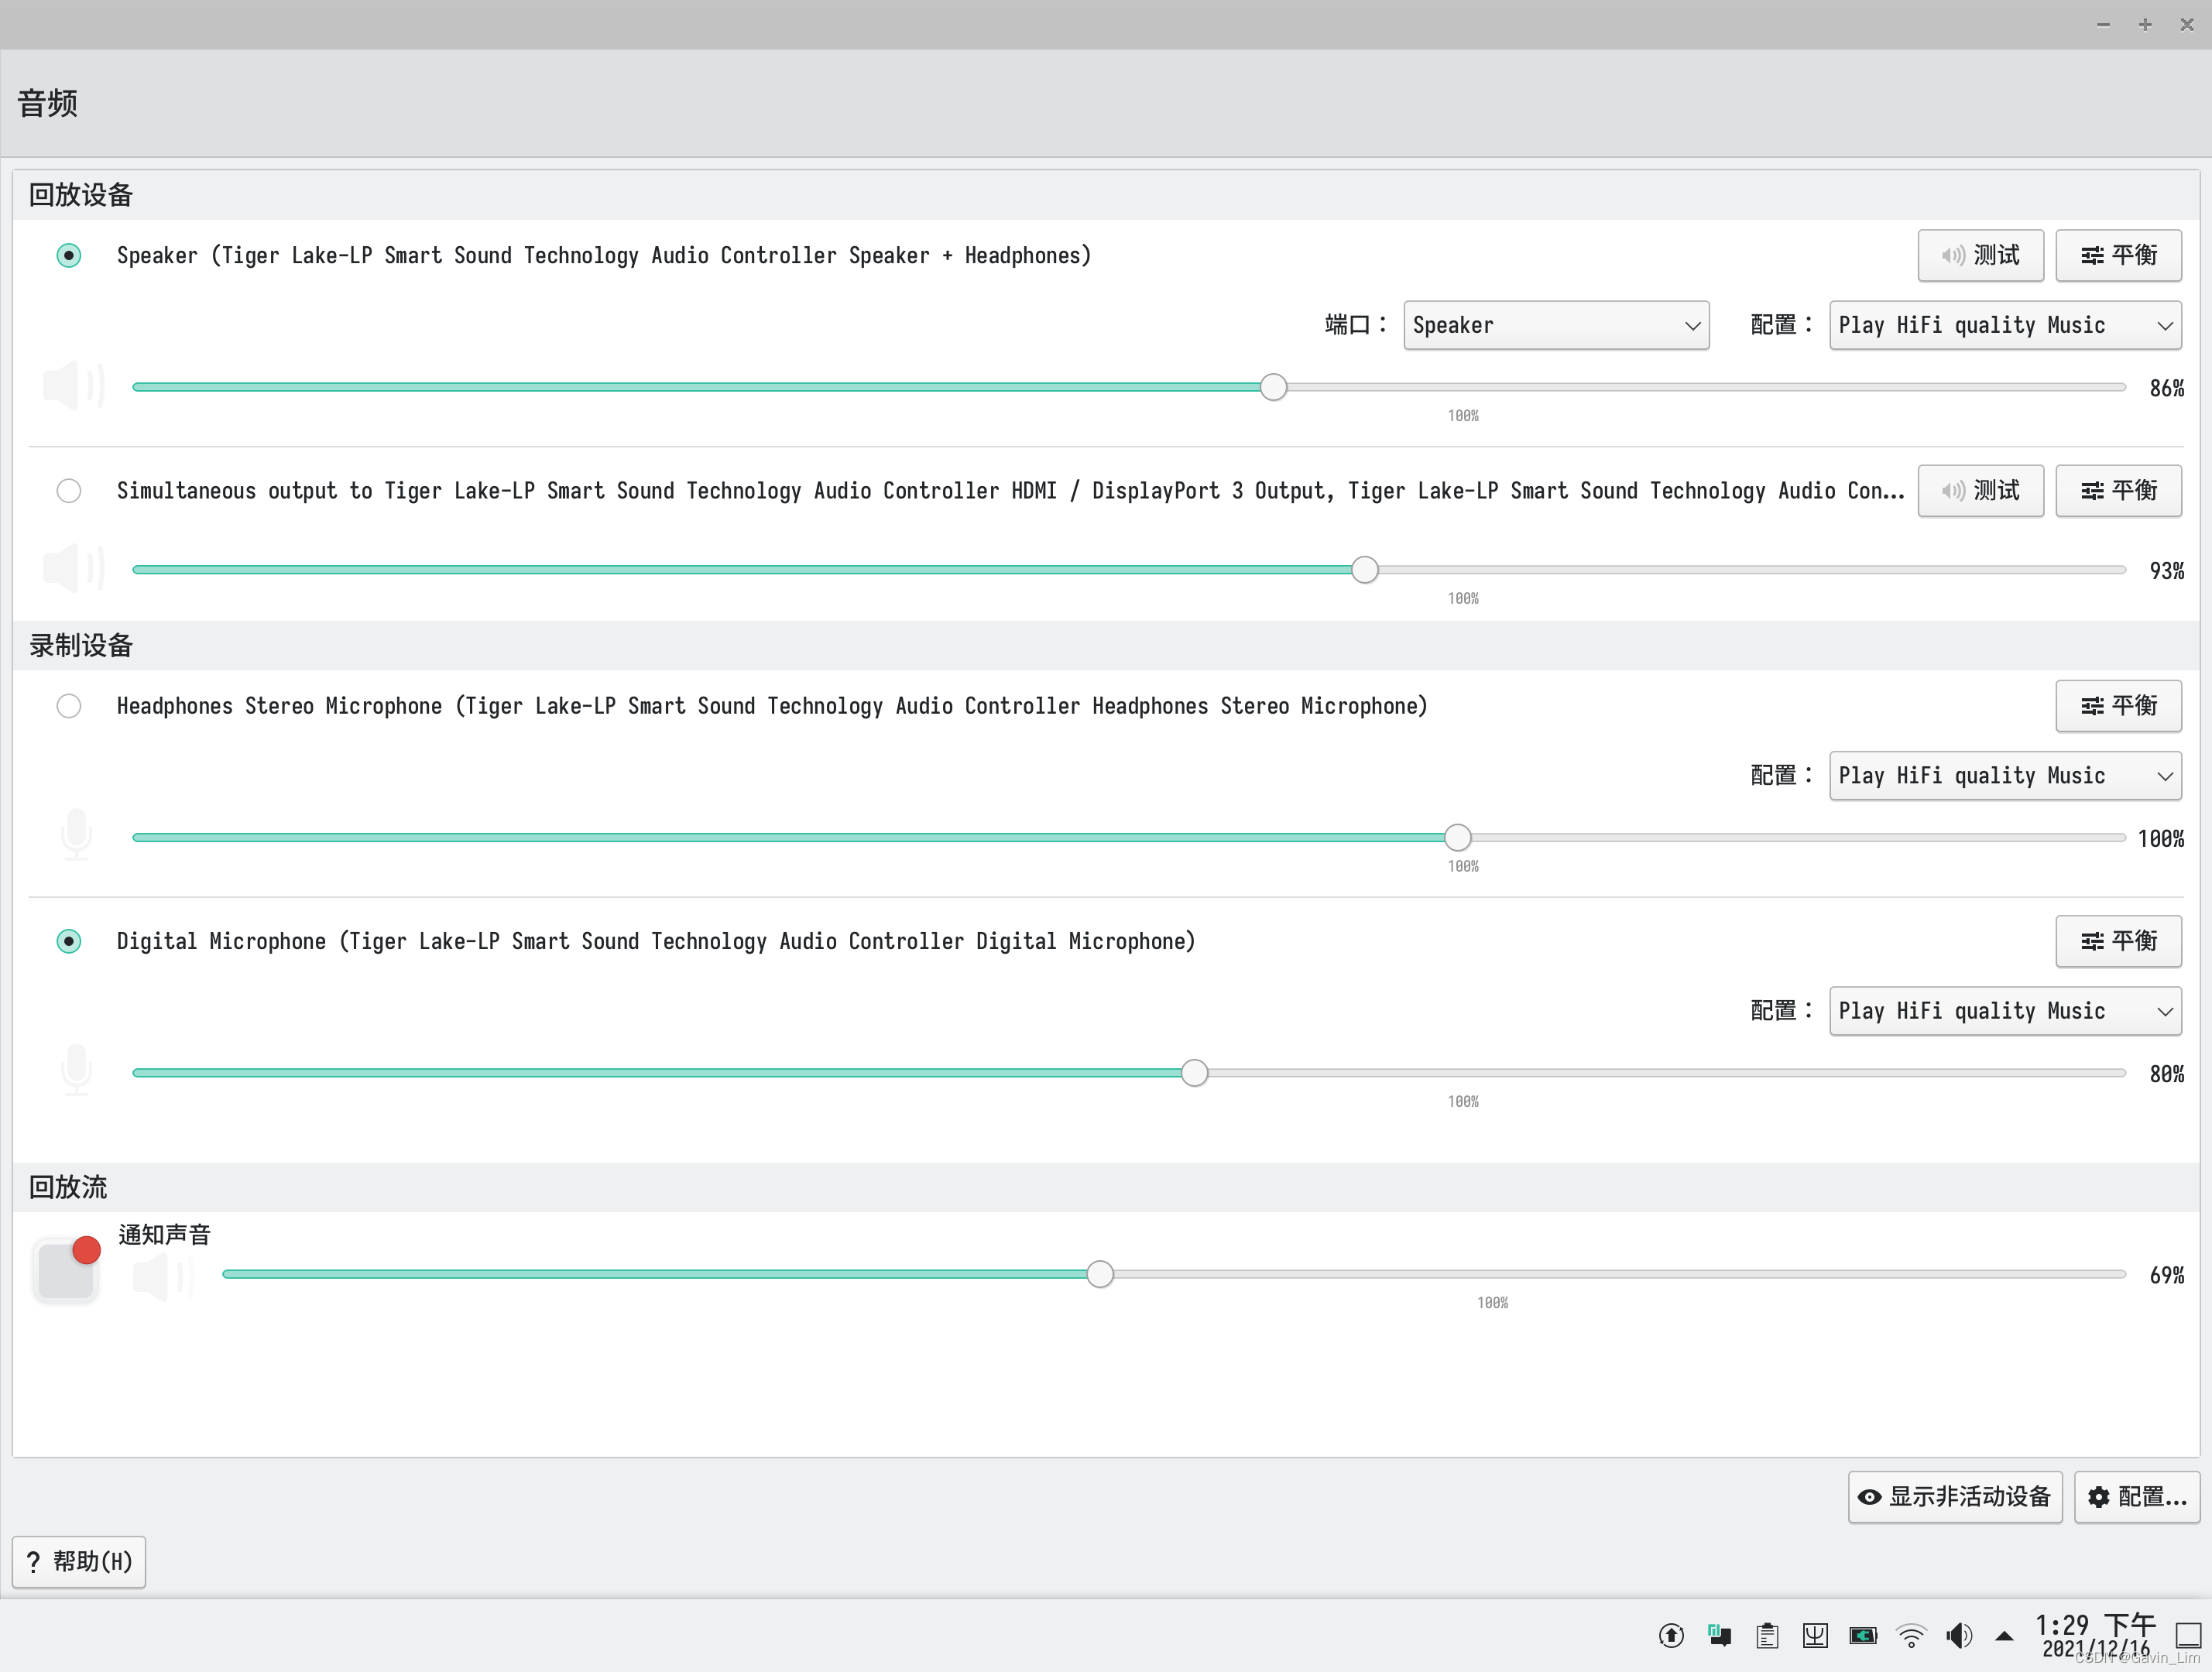 音频
回放设备
Speaker (Tiger Lake-LP Smart Sound Technology Audio Controller Speaker + Headphones) 测试 平衡
端口： Speaker 配置： Play HiFi quality Music
86%
100%
Simultaneous output to Tiger Lake-LP Smart Sound Technology Audio Controller HDMI / DisplayPort 3 Output, Tiger Lake-LP Smart Sound Technology Audio Con... 测试 平衡
93%
100%
录制设备
Headphones Stereo Microphone (Tiger Lake-LP Smart Sound Technology Audio Controller Headphones Stereo Microphone) 平衡
配置： Play HiFi quality Music
100%
100%
Digital Microphone (Tiger Lake-LP Smart Sound Technology Audio Controller Digital Microphone) 平衡
配置： Play HiFi quality Music
80%
100%
回放流
通知声音
69%
100%
显示非活动设备 配置...
? 帮助(H)
1:29 下午
2021/12/16
CSDN @Gavin_Lim